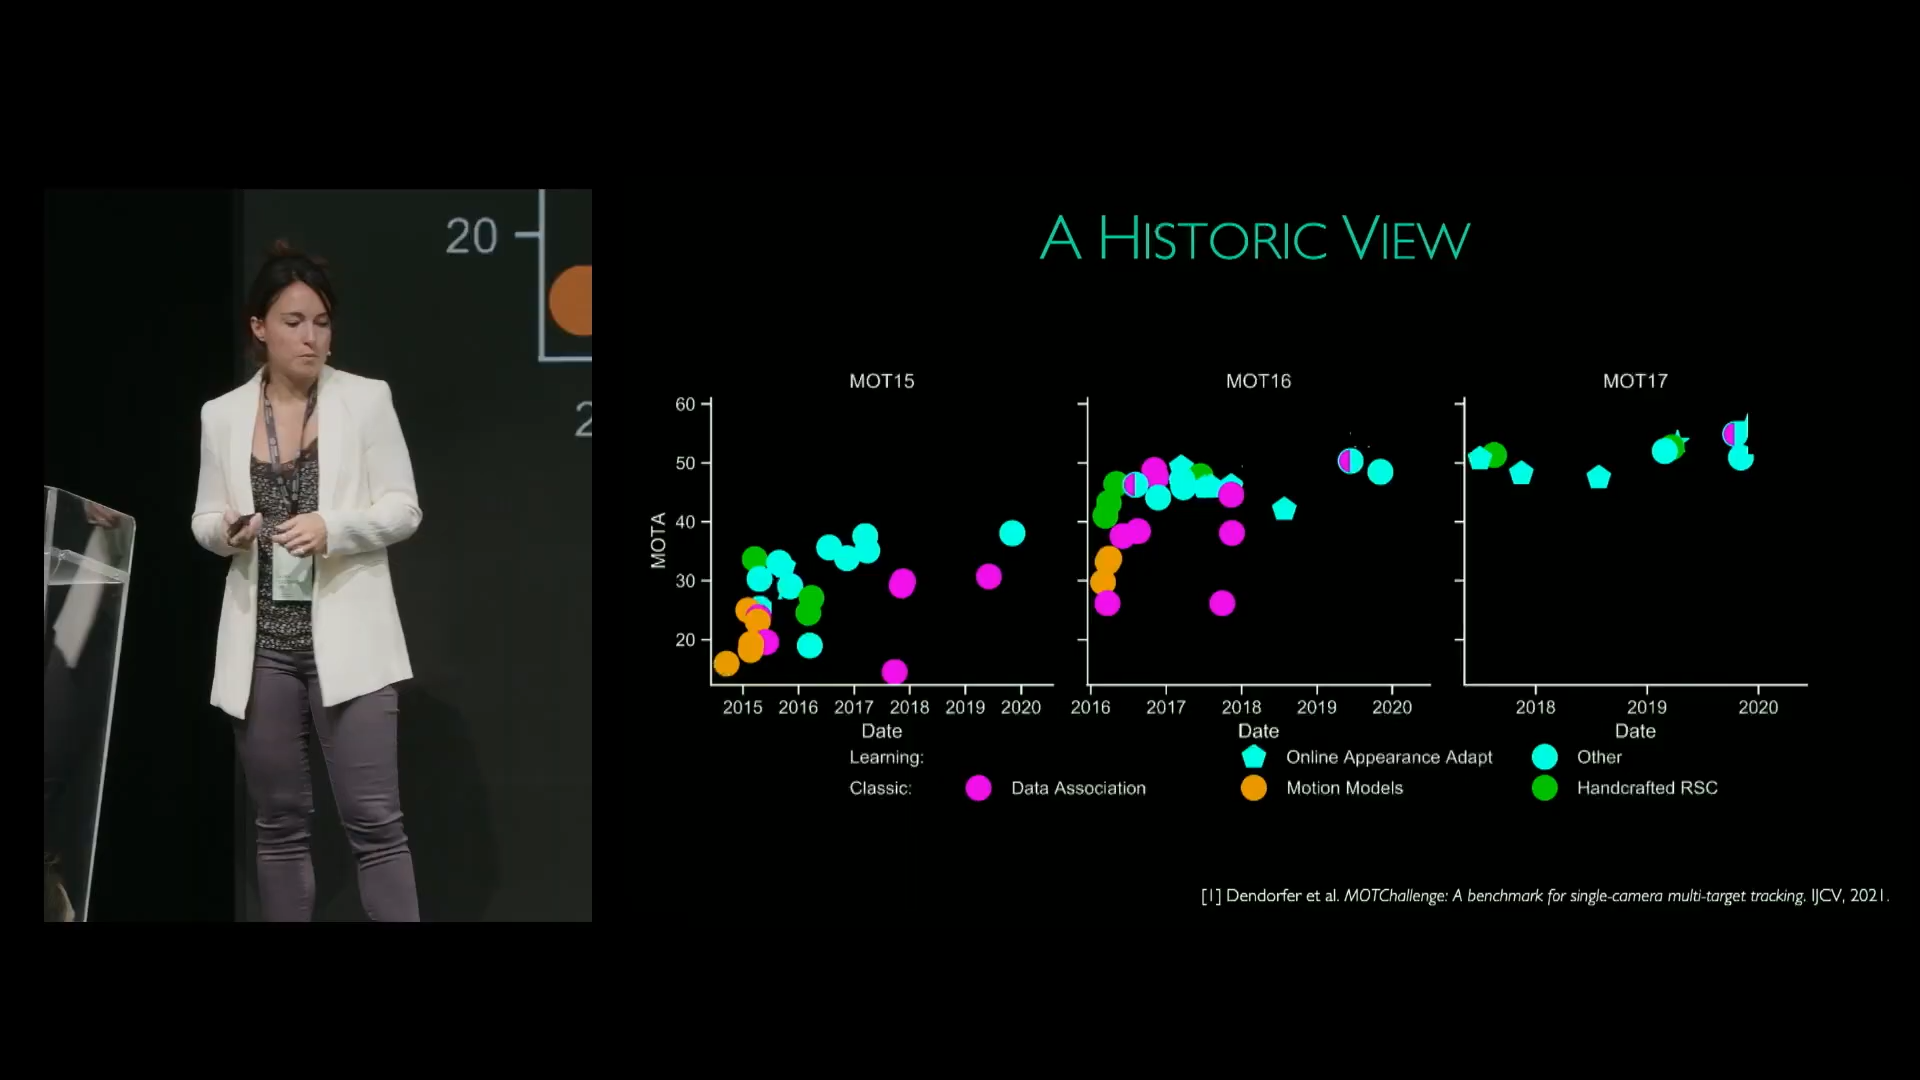 20
2
A HISTORIC VIEW
MOT15
MOT16
MOT17
MOTA
60
50
40
30
20
2015 2016 2017 2018 2019 2020
2016 2017 2018 2019 2020
2018 2019 2020
Date
Date
Date
Learning:
Online Appearance Adapt
Other
Classic:
Data Association
Motion Models
Handcrafted RSC
[1] Dendorfer et al. MOTChallenge: A benchmark for single-camera multi-target tracking. IJCV, 2021.